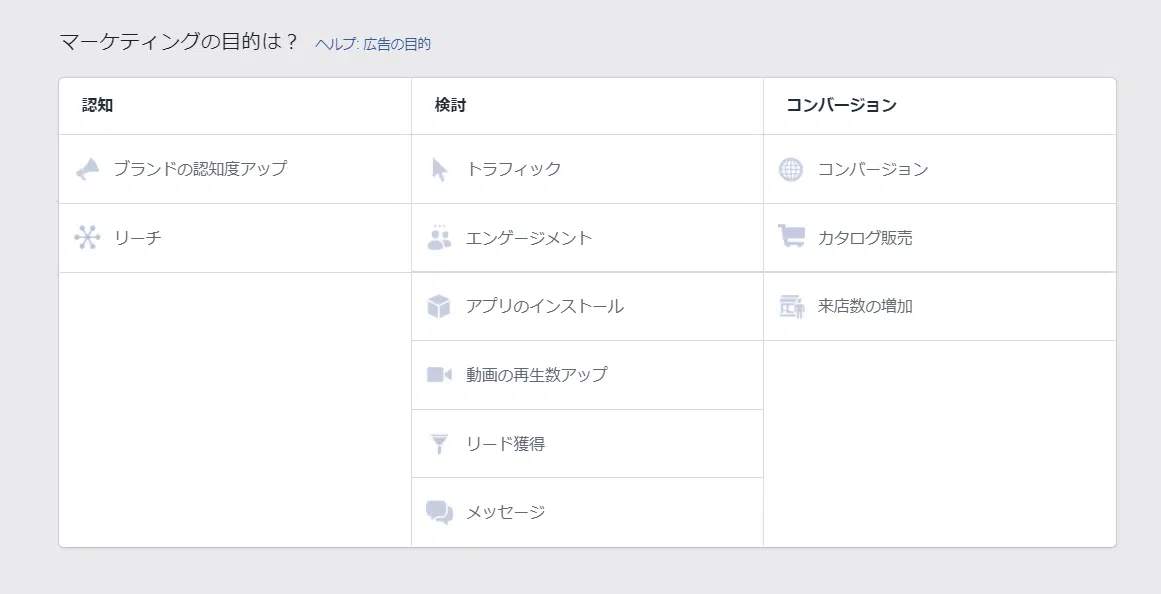 マーケティングの目的は？ ヘルプ: 広告の目的
認知
ブランドの認知度アップ
リーチ
検討
トラフィック
エンゲージメント
アプリのインストール
動画の再生数アップ
リード獲得
メッセージ
コンバージョン
コンバージョン
カタログ販売
来店数の増加